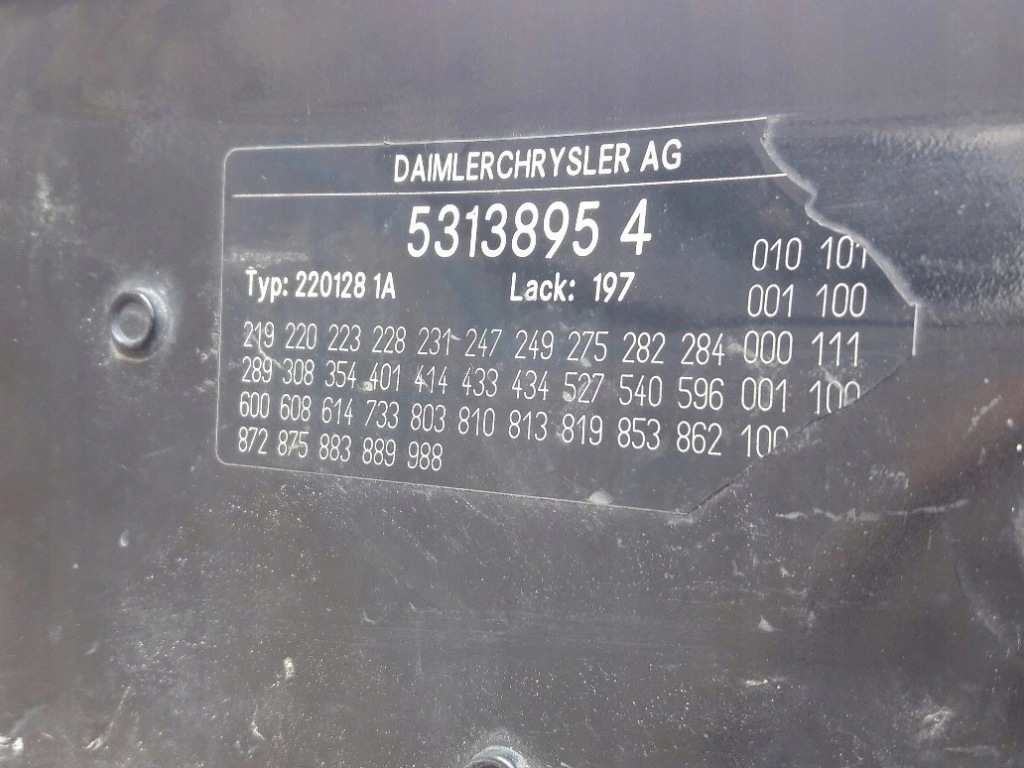 DAIMLERCHRYSLER AG
5313895 4
010 101
Typ: 220128 1A Lack: 197 001 100
219 220 223 228 231 247 249 275 282 284 000 111
289 308 354 401 414 433 434 527 540 596 001 100
600 608 614 733 803 810 813 819 853 862 100
872 875 883 889 988